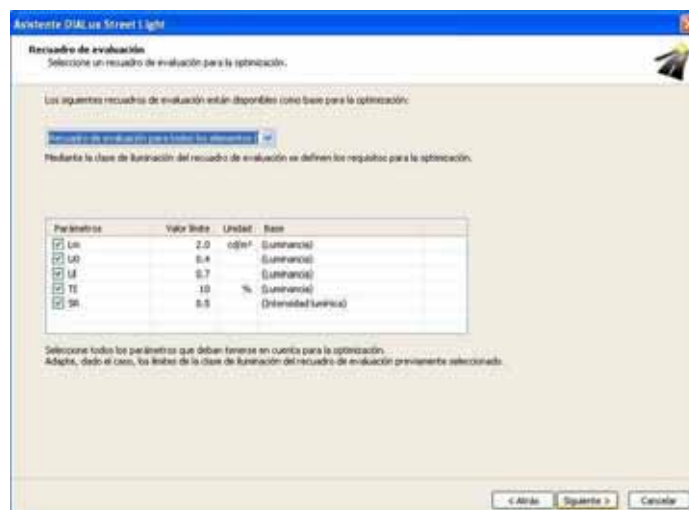 Asistente DIALux Street Light
Recuadro de evaluación
Seleccione un recuadro de evaluación para la optimización.
Los siguientes recuadros de evaluación están disponibles como base para la optimización:
Recuadro de evaluación para todos los elementos
Mediante la clase de iluminación del recuadro de evaluación se definen los requisitos para la optimización.
Parámetros Valor límite Unidad Base
Lm 2.0 cd/m² (Luminancia)
U0 0.4 (Luminancia)
Ul 0.7 (Luminancia)
TI 10 % (Luminancia)
SR 0.5 (Intensidad lumínica)
Seleccione todos los parámetros que deban tenerse en cuenta para la optimización.
Adapte, dado el caso, los límites de la clase de iluminación del recuadro de evaluación previamente seleccionado.
< Atrás Siguiente > Cancelar